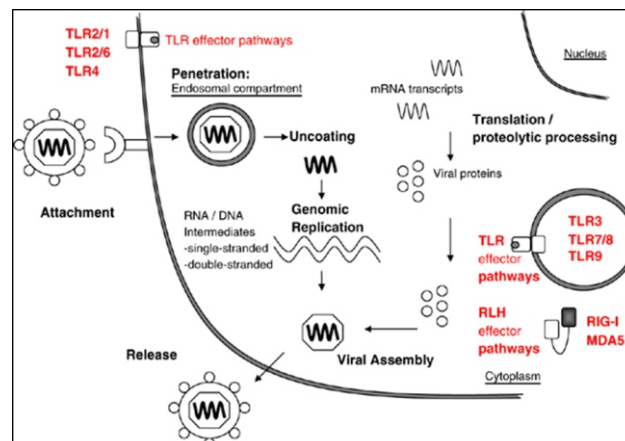 TLR2/1
TLR2/6
TLR4
TLR effector pathways
Nucleus
Penetration:
Endosomal compartment
mRNA transcripts
Translation /
proteolytic processing
Uncoating
Viral proteins
Attachment
RNA / DNA
Intermediates
-single-stranded
-double-stranded
Genomic
Replication
TLR3
TLR7/8
TLR9
TLR
effector
pathways
RLH
effector
pathways
RIG-I
MDA5
Release
Viral Assembly
Cytoplasm